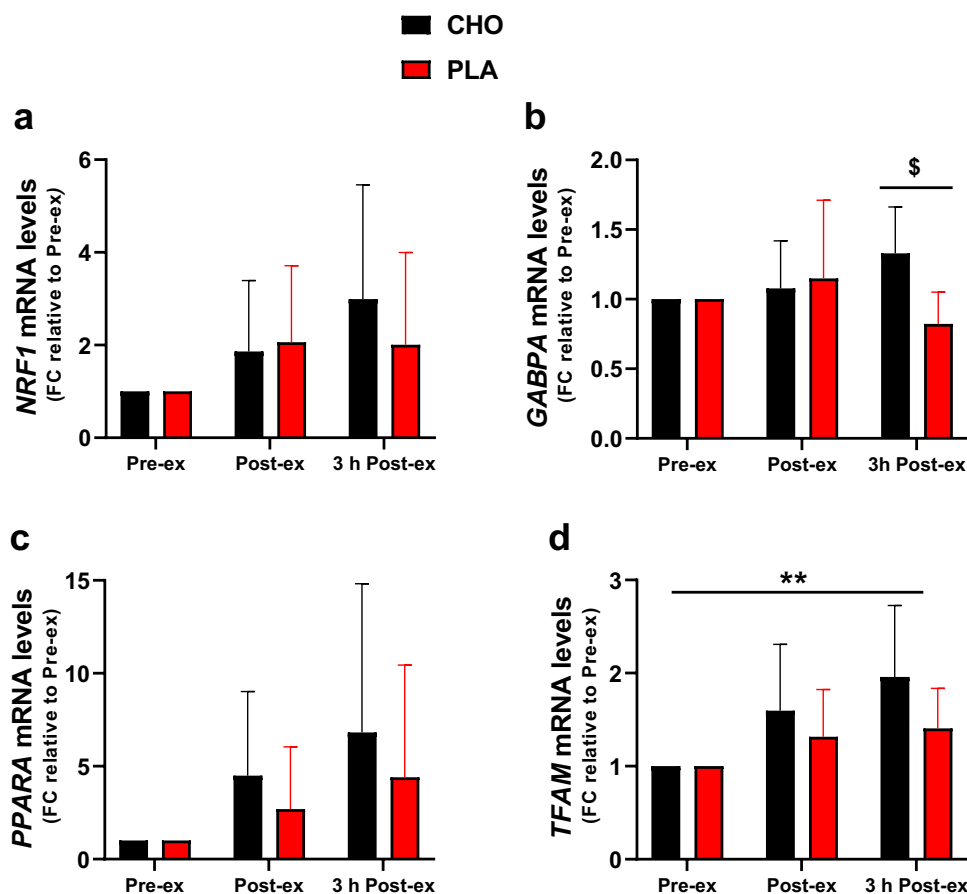 CHO
PLA
a
NRF1 mRNA levels
(FC relative to Pre-ex)
6
4
2
0
Pre-ex Post-ex 3 h Post-ex
b
GABPA mRNA levels
(FC relative to Pre-ex)
2.0
1.5
1.0
0.5
0.0
$
Pre-ex Post-ex 3h Post-ex
c
PPARA mRNA levels
(FC relative to Pre-ex)
15
10
5
0
Pre-ex Post-ex 3 h Post-ex
d
TFAM mRNA levels
(FC relative to Pre-ex)
3
2
1
0
**
Pre-ex Post-ex 3 h Post-ex